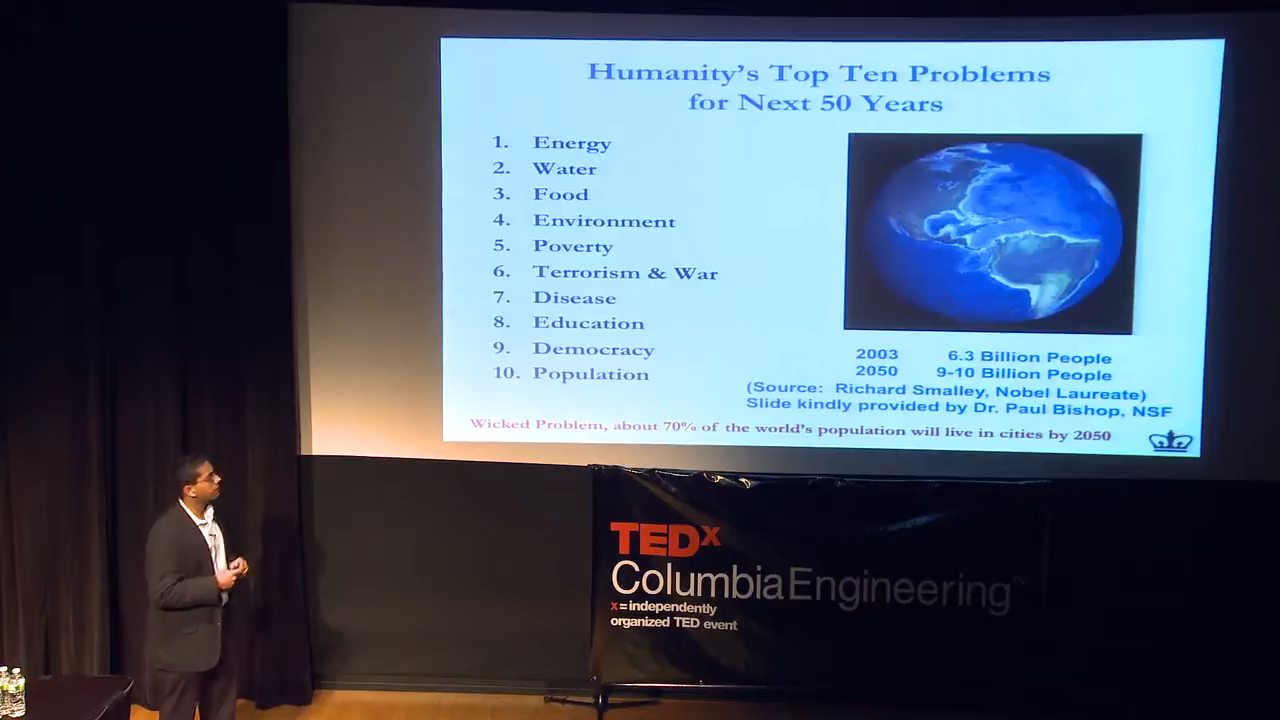 Humanity's Top Ten Problems
for Next 50 Years
1. Energy
2. Water
3. Food
4. Environment
5. Poverty
6. Terrorism & War
7. Disease
8. Education
9. Democracy
10. Population
2003 6.3 Billion People
2050 9-10 Billion People
(Source: Richard Smalley, Nobel Laureate)
Slide kindly provided by Dr. Paul Bishop, NSF
Wicked Problem, about 70% of the world's population will live in cities by 2050
TEDx
ColumbiaEngineering
x = independently
organized TED event